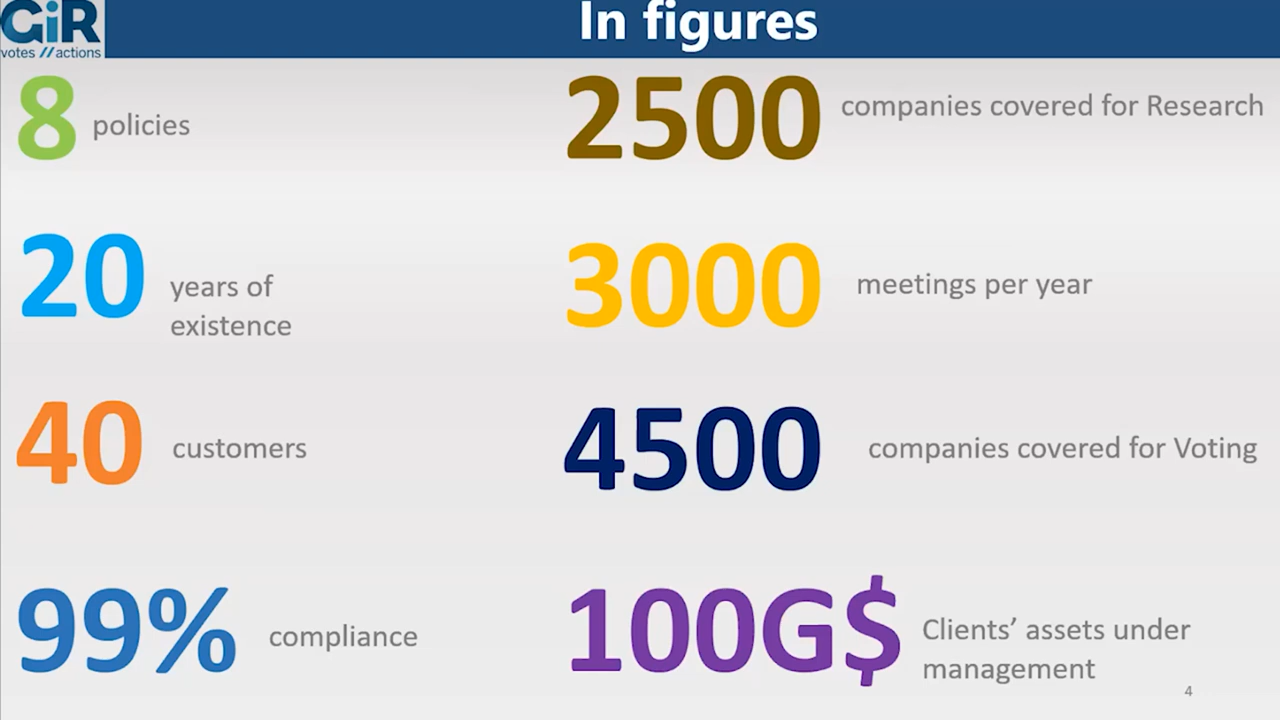 GiR
votes // actions
In figures
8 policies
2500 companies covered for Research
20 years of
existence
3000 meetings per year
40 customers
4500 companies covered for Voting
99% compliance
100G$ Clients’ assets under
management
4